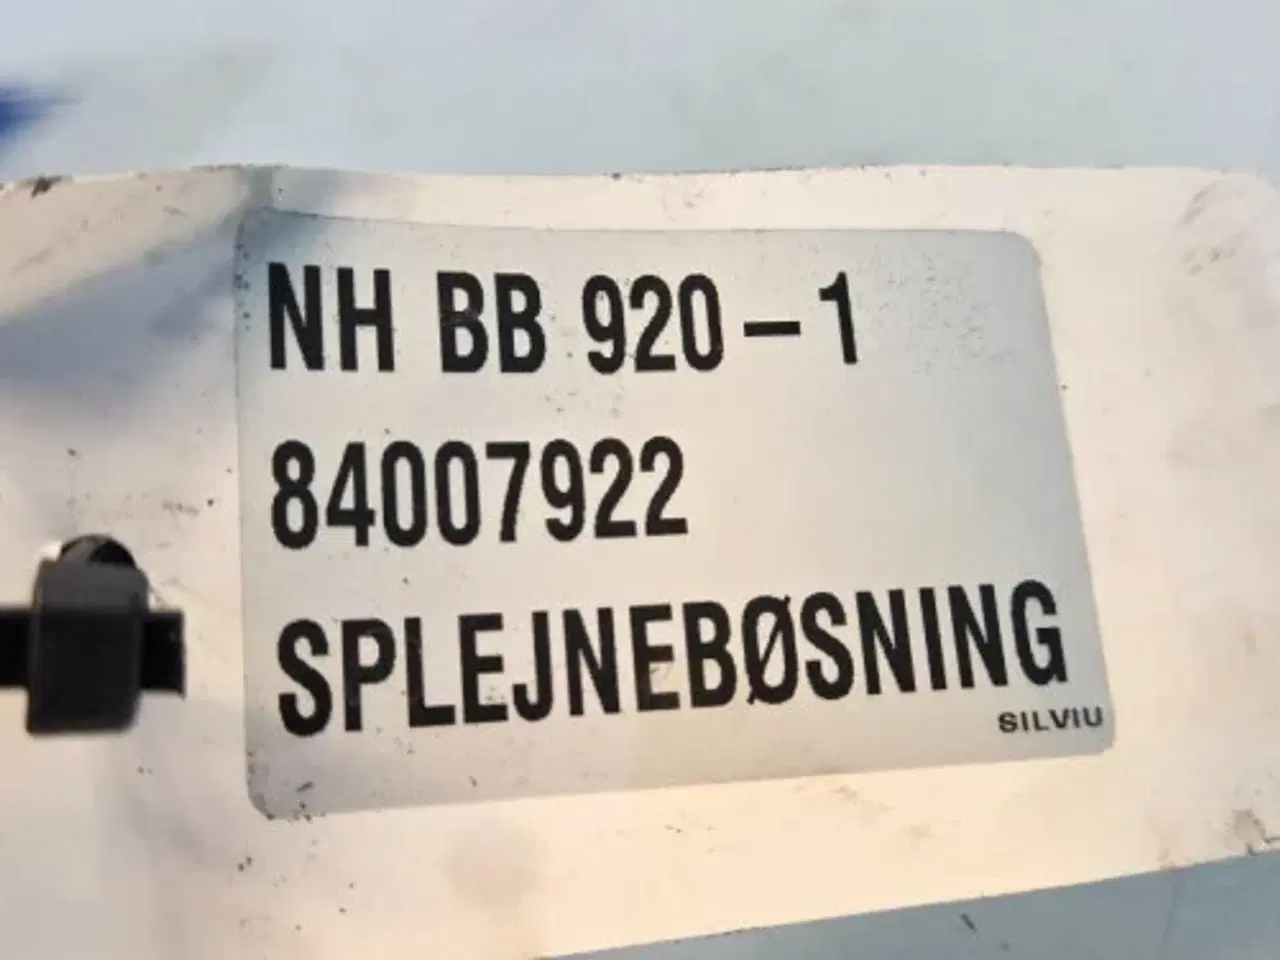 NH BB 920-1
84007922
SPLEJNEBØSNING
SILVIU